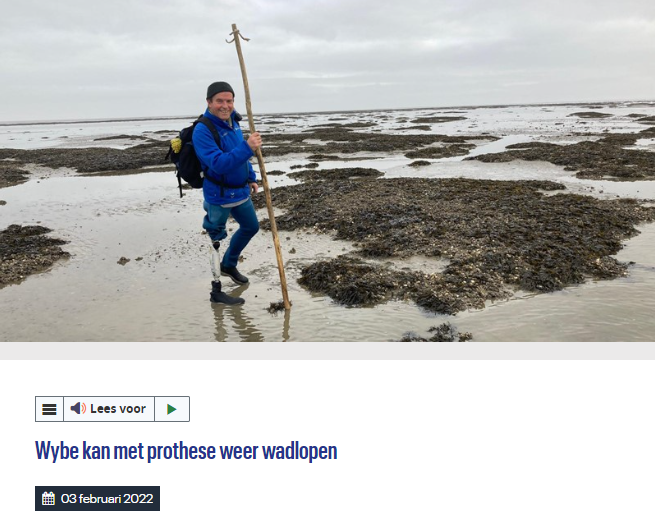 Lees voor
Wybe kan met prothese weer wadlopen
03 februari 2022